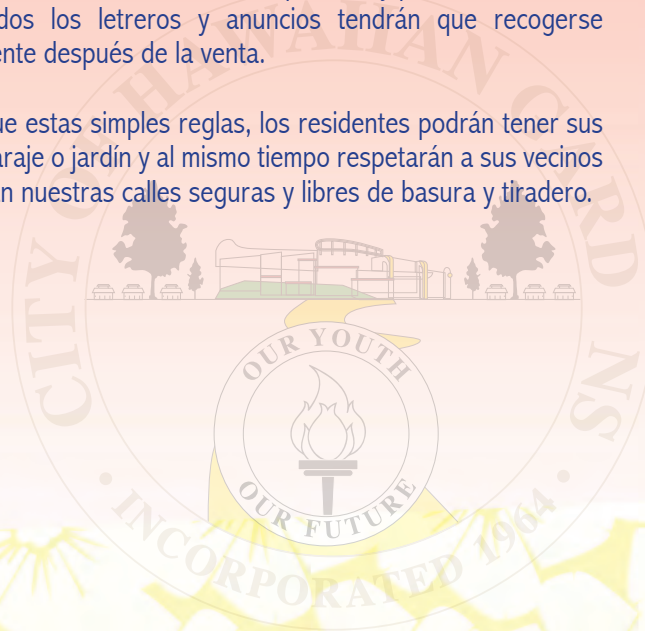 dos los letreros y anuncios tendrán que recogerse
ente después de la venta.
ue estas simples reglas, los residentes podrán tener sus
araje o jardín y al mismo tiempo respetarán a sus vecinos
n nuestras calles seguras y libres de basura y tiradero.
CITY OF HAWAIIAN GARD NS
OUR YOUTH
OUR FUTURE
· INCORPORATED 1964 ·